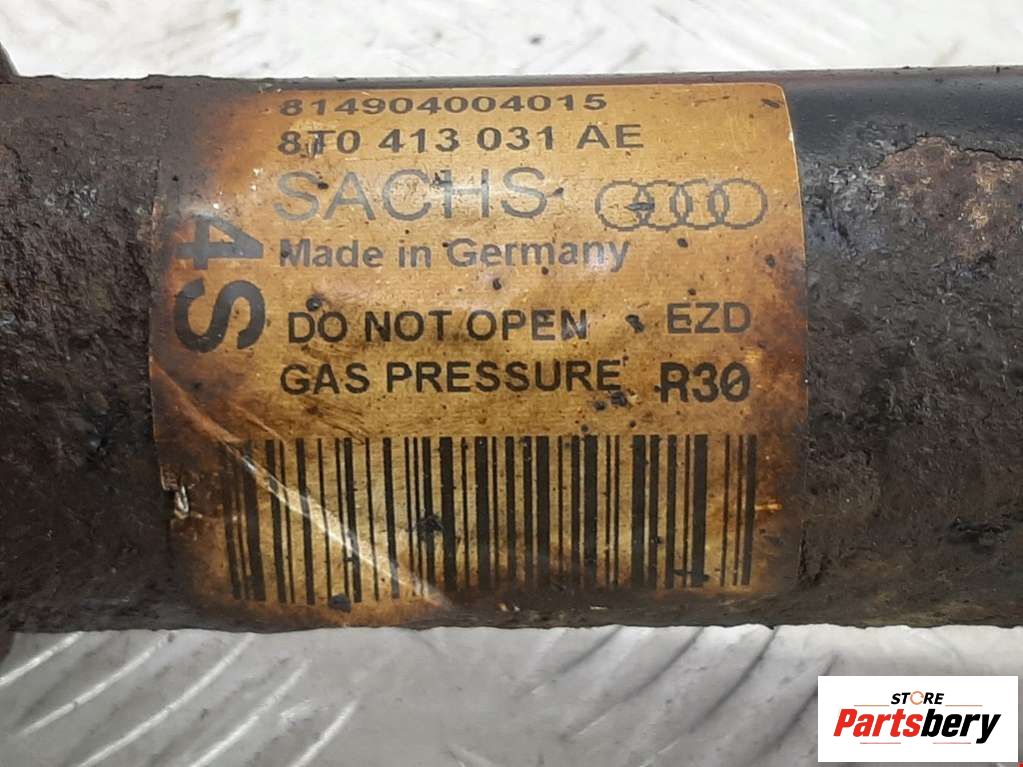 814904004015
8T0 413 031 AE
SACHS
Made in Germany
S4
DO NOT OPEN EZD
GAS PRESSURE R30
STORE
Partsbery